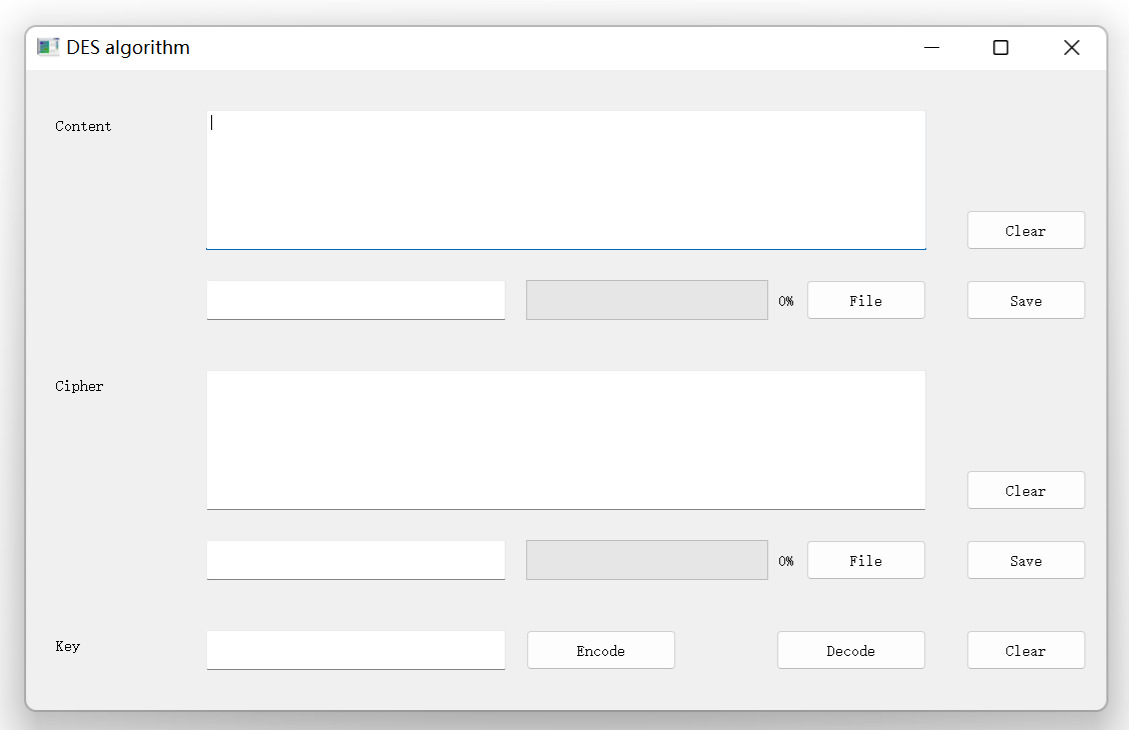 DES algorithm
Content
Clear
0% File Save
Cipher
Clear
0% File Save
Key Encode Decode Clear